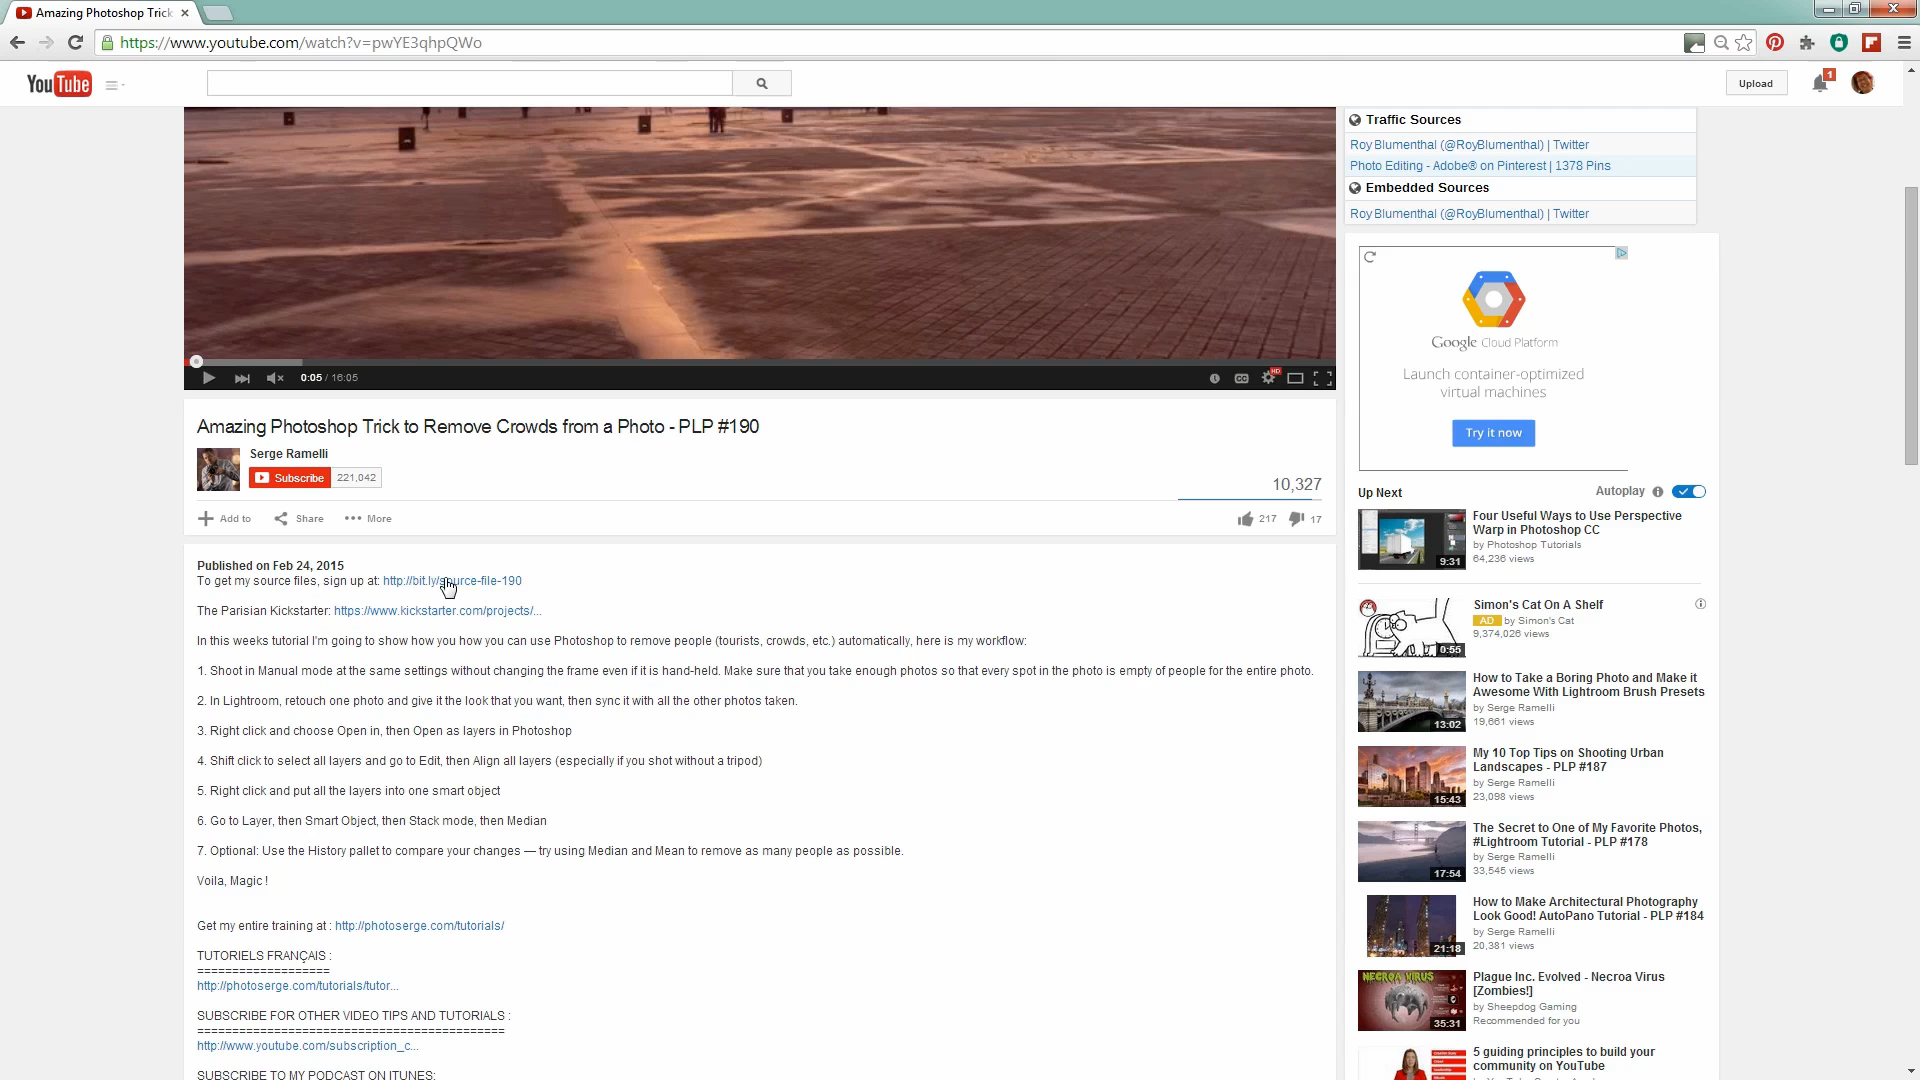 Amazing Photoshop Trick
https://www.youtube.com/watch?v=pwYE3qhpQWo
YouTube
Upload
1
Traffic Sources
Roy Blumenthal (@RoyBlumenthal) | Twitter
Photo Editing - Adobe® on Pinterest | 1378 Pins
Embedded Sources
Roy Blumenthal (@RoyBlumenthal) | Twitter
0:05 / 16:05
CC
HD
Google Cloud Platform
Launch container-optimized
virtual machines
Try it now
Amazing Photoshop Trick to Remove Crowds from a Photo - PLP #190
Serge Ramelli
Subscribe 221,042
10,327
Add to Share More
217 17
Published on Feb 24, 2015
To get my source files, sign up at: http://bit.ly/source-file-190
The Parisian Kickstarter: https://www.kickstarter.com/projects/...
In this weeks tutorial I'm going to show how you how you can use Photoshop to remove people (tourists, crowds, etc.) automatically, here is my workflow:
1. Shoot in Manual mode at the same settings without changing the frame even if it is hand-held. Make sure that you take enough photos so that every spot in the photo is empty of people for the entire photo.
2. In Lightroom, retouch one photo and give it the look that you want, then sync it with all the other photos taken.
3. Right click and choose Open in, then Open as layers in Photoshop
4. Shift click to select all layers and go to Edit, then Align all layers (especially if you shot without a tripod)
5. Right click and put all the layers into one smart object
6. Go to Layer, then Smart Object, then Stack mode, then Median
7. Optional: Use the History pallet to compare your changes — try using Median and Mean to remove as many people as possible.
Voila, Magic !
Get my entire training at : http://photoserge.com/tutorials/
TUTORIELS FRANÇAIS :
===================
http://photoserge.com/tutorials/tutor...
SUBSCRIBE FOR OTHER VIDEO TIPS AND TUTORIALS :
============================================
http://www.youtube.com/subscription_c...
SUBSCRIBE TO MY PODCAST ON ITUNES:
Up Next
Autoplay
Four Useful Ways to Use Perspective
Warp in Photoshop CC
by Photoshop Tutorials
64,236 views
9:31
Simon's Cat On A Shelf
AD by Simon's Cat
9,374,026 views
0:55
How to Take a Boring Photo and Make it
Awesome With Lightroom Brush Presets
by Serge Ramelli
19,661 views
13:02
My 10 Top Tips on Shooting Urban
Landscapes - PLP #187
by Serge Ramelli
23,098 views
15:43
The Secret to One of My Favorite Photos,
#Lightroom Tutorial - PLP #178
by Serge Ramelli
33,545 views
17:54
How to Make Architectural Photography
Look Good! AutoPano Tutorial - PLP #184
by Serge Ramelli
20,381 views
21:18
NECROA VIRUS
Plague Inc. Evolved - Necroa Virus
[Zombies!]
by Sheepdog Gaming
Recommended for you
35:31
5 guiding principles to build your
community on YouTube